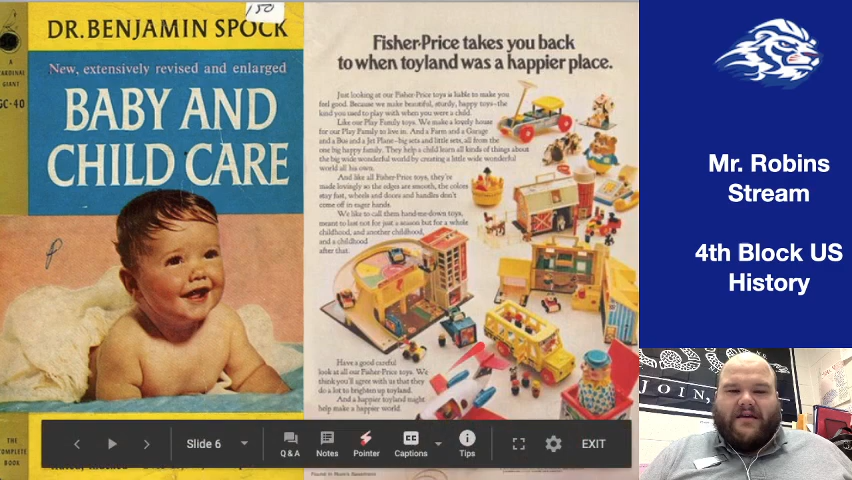 150
DR. BENJAMIN SPOCK
A
CARDINAL
GIANT
GC-40
New, extensively revised and enlarged
BABY AND
CHILD CARE
THE
COMPLETE
BOOK
Fisher-Price takes you back
to when toyland was a happier place.
Just looking at our Fisher-Price toys is liable to make you
feel good. Because we make beautiful, sturdy, happy toys–the
kind you used to play with when you were a child.
Like our Play Family toys. We make a lovely house
for our Play Family to live in. And a Farm and a Garage
and a Bus and a Jet Plane–big sets and little sets, all from the
one big happy family. They help a child learn all kinds of things about
the big wide wonderful world by creating a little wide wonderful
world all his own.
And like all Fisher-Price toys, they're
made lovingly so the edges are smooth, the colors
stay fast, wheels and doors and handles don't
come off in eager hands.
We like to call them hand-me-down toys,
meant to last not for just a season but for a whole
childhood, and another childhood,
and a childhood
after that.
Have a good careful
look at all our Fisher-Price toys. We
think you'll agree with us that they
do a lot to brighten up toyland.
And a happier toyland might
help make a happier world.
Slide 6
Q & A
Notes
Pointer
CC
Captions
Tips
EXIT
Mr. Robins
Stream
4th Block US
History
JOIN,